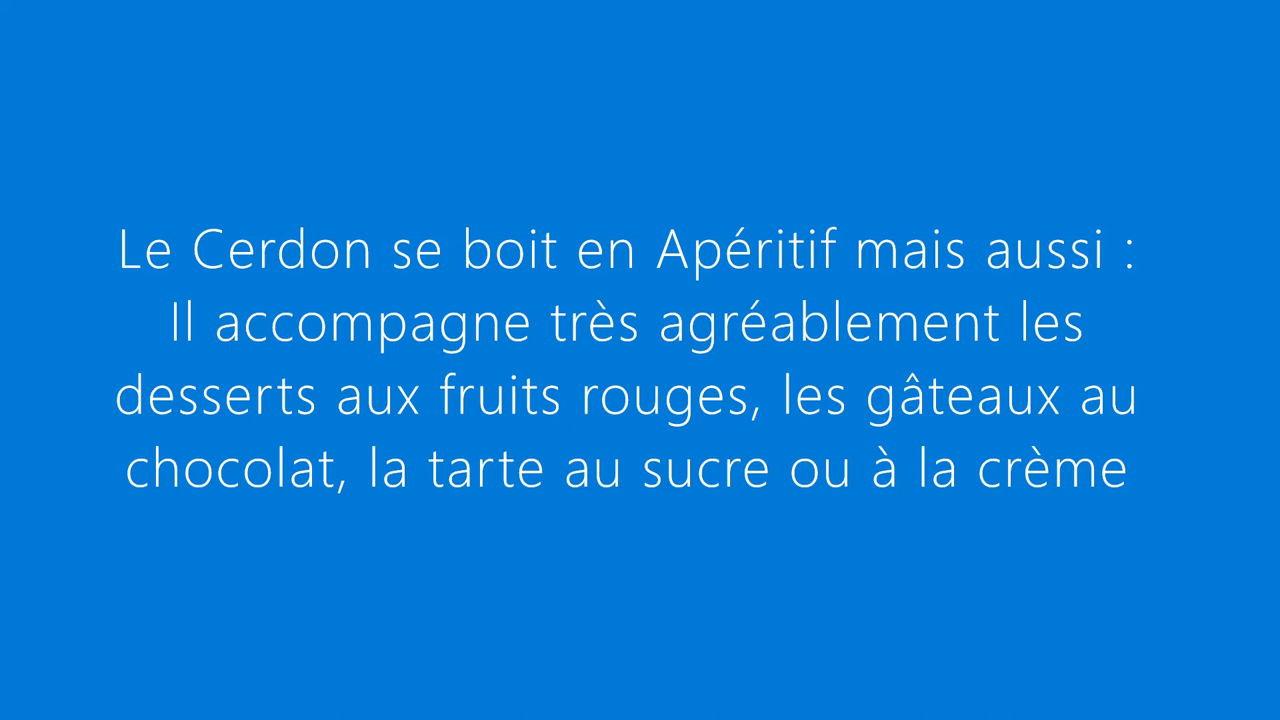 Le Cerdon se boit en Apéritif mais aussi :
Il accompagne très agréablement les
desserts aux fruits rouges, les gâteaux au
chocolat, la tarte au sucre ou à la crème